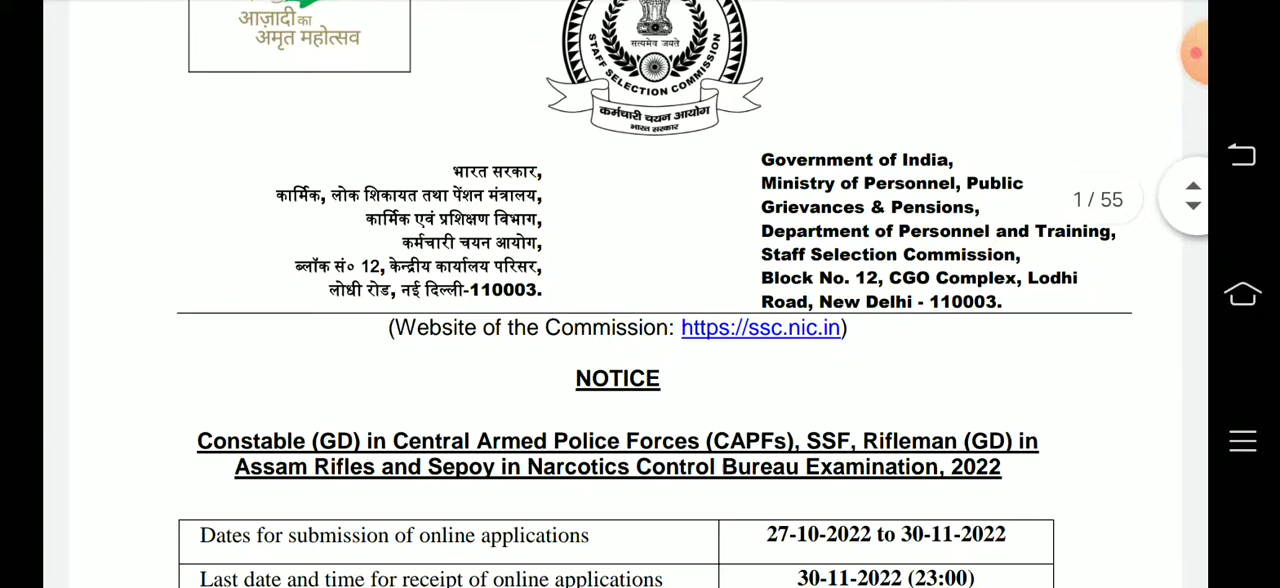 आज़ादी का
अमृत महोत्सव
सत्यमेव जयते
STAFF SELECTION COMMISSION
कर्मचारी चयन आयोग
भारत सरकार
भारत सरकार,
कार्मिक, लोक शिकायत तथा पेंशन मंत्रालय,
कार्मिक एवं प्रशिक्षण विभाग,
कर्मचारी चयन आयोग,
ब्लॉक सं० 12, केन्द्रीय कार्यालय परिसर,
लोधी रोड, नई दिल्ली-110003.
Government of India,
Ministry of Personnel, Public
Grievances & Pensions,
Department of Personnel and Training,
Staff Selection Commission,
Block No. 12, CGO Complex, Lodhi
Road, New Delhi - 110003.
1 / 55
(Website of the Commission: https://ssc.nic.in)
NOTICE
Constable (GD) in Central Armed Police Forces (CAPFs), SSF, Rifleman (GD) in
Assam Rifles and Sepoy in Narcotics Control Bureau Examination, 2022
Dates for submission of online applications 27-10-2022 to 30-11-2022
Last date and time for receipt of online applications 30-11-2022 (23:00)